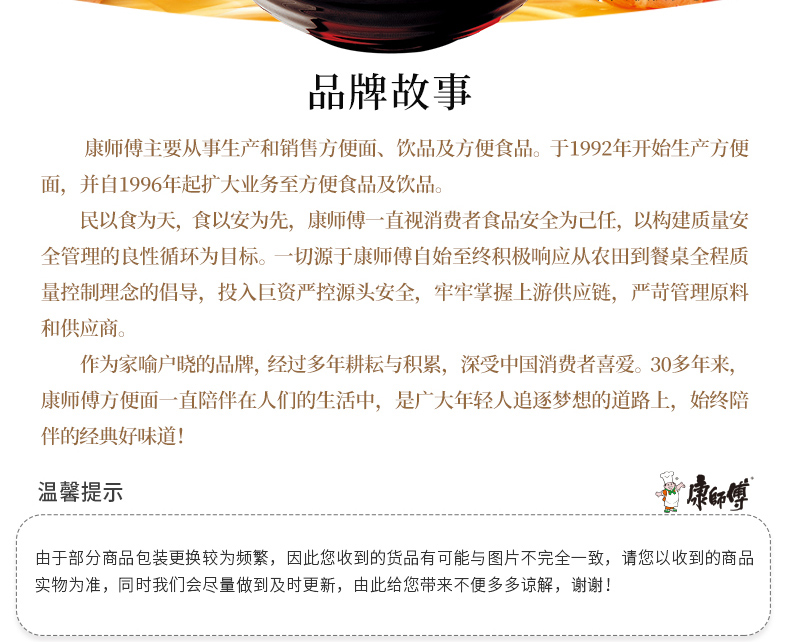 品牌故事
康师傅主要从事生产和销售方便面、饮品及方便食品。于1992年开始生产方便
面，并自1996年起扩大业务至方便食品及饮品。
民以食为天，食以安为先，康师傅一直视消费者食品安全为己任，以构建质量安
全管理的良性循环为目标。一切源于康师傅自始至终积极响应从农田到餐桌全程质
量控制理念的倡导，投入巨资严控源头安全，牢牢掌握上游供应链，严苛管理原料
和供应商。
作为家喻户晓的品牌，经过多年耕耘与积累，深受中国消费者喜爱。30多年来，
康师傅方便面一直陪伴在人们的生活中，是广大年轻人追逐梦想的道路上，始终陪
伴的经典好味道！
温馨提示
康師傅
由于部分商品包装更换较为频繁，因此您收到的货品有可能与图片不完全一致，请您以收到的商品
实物为准，同时我们会尽量做到及时更新，由此给您带来不便多多谅解，谢谢！